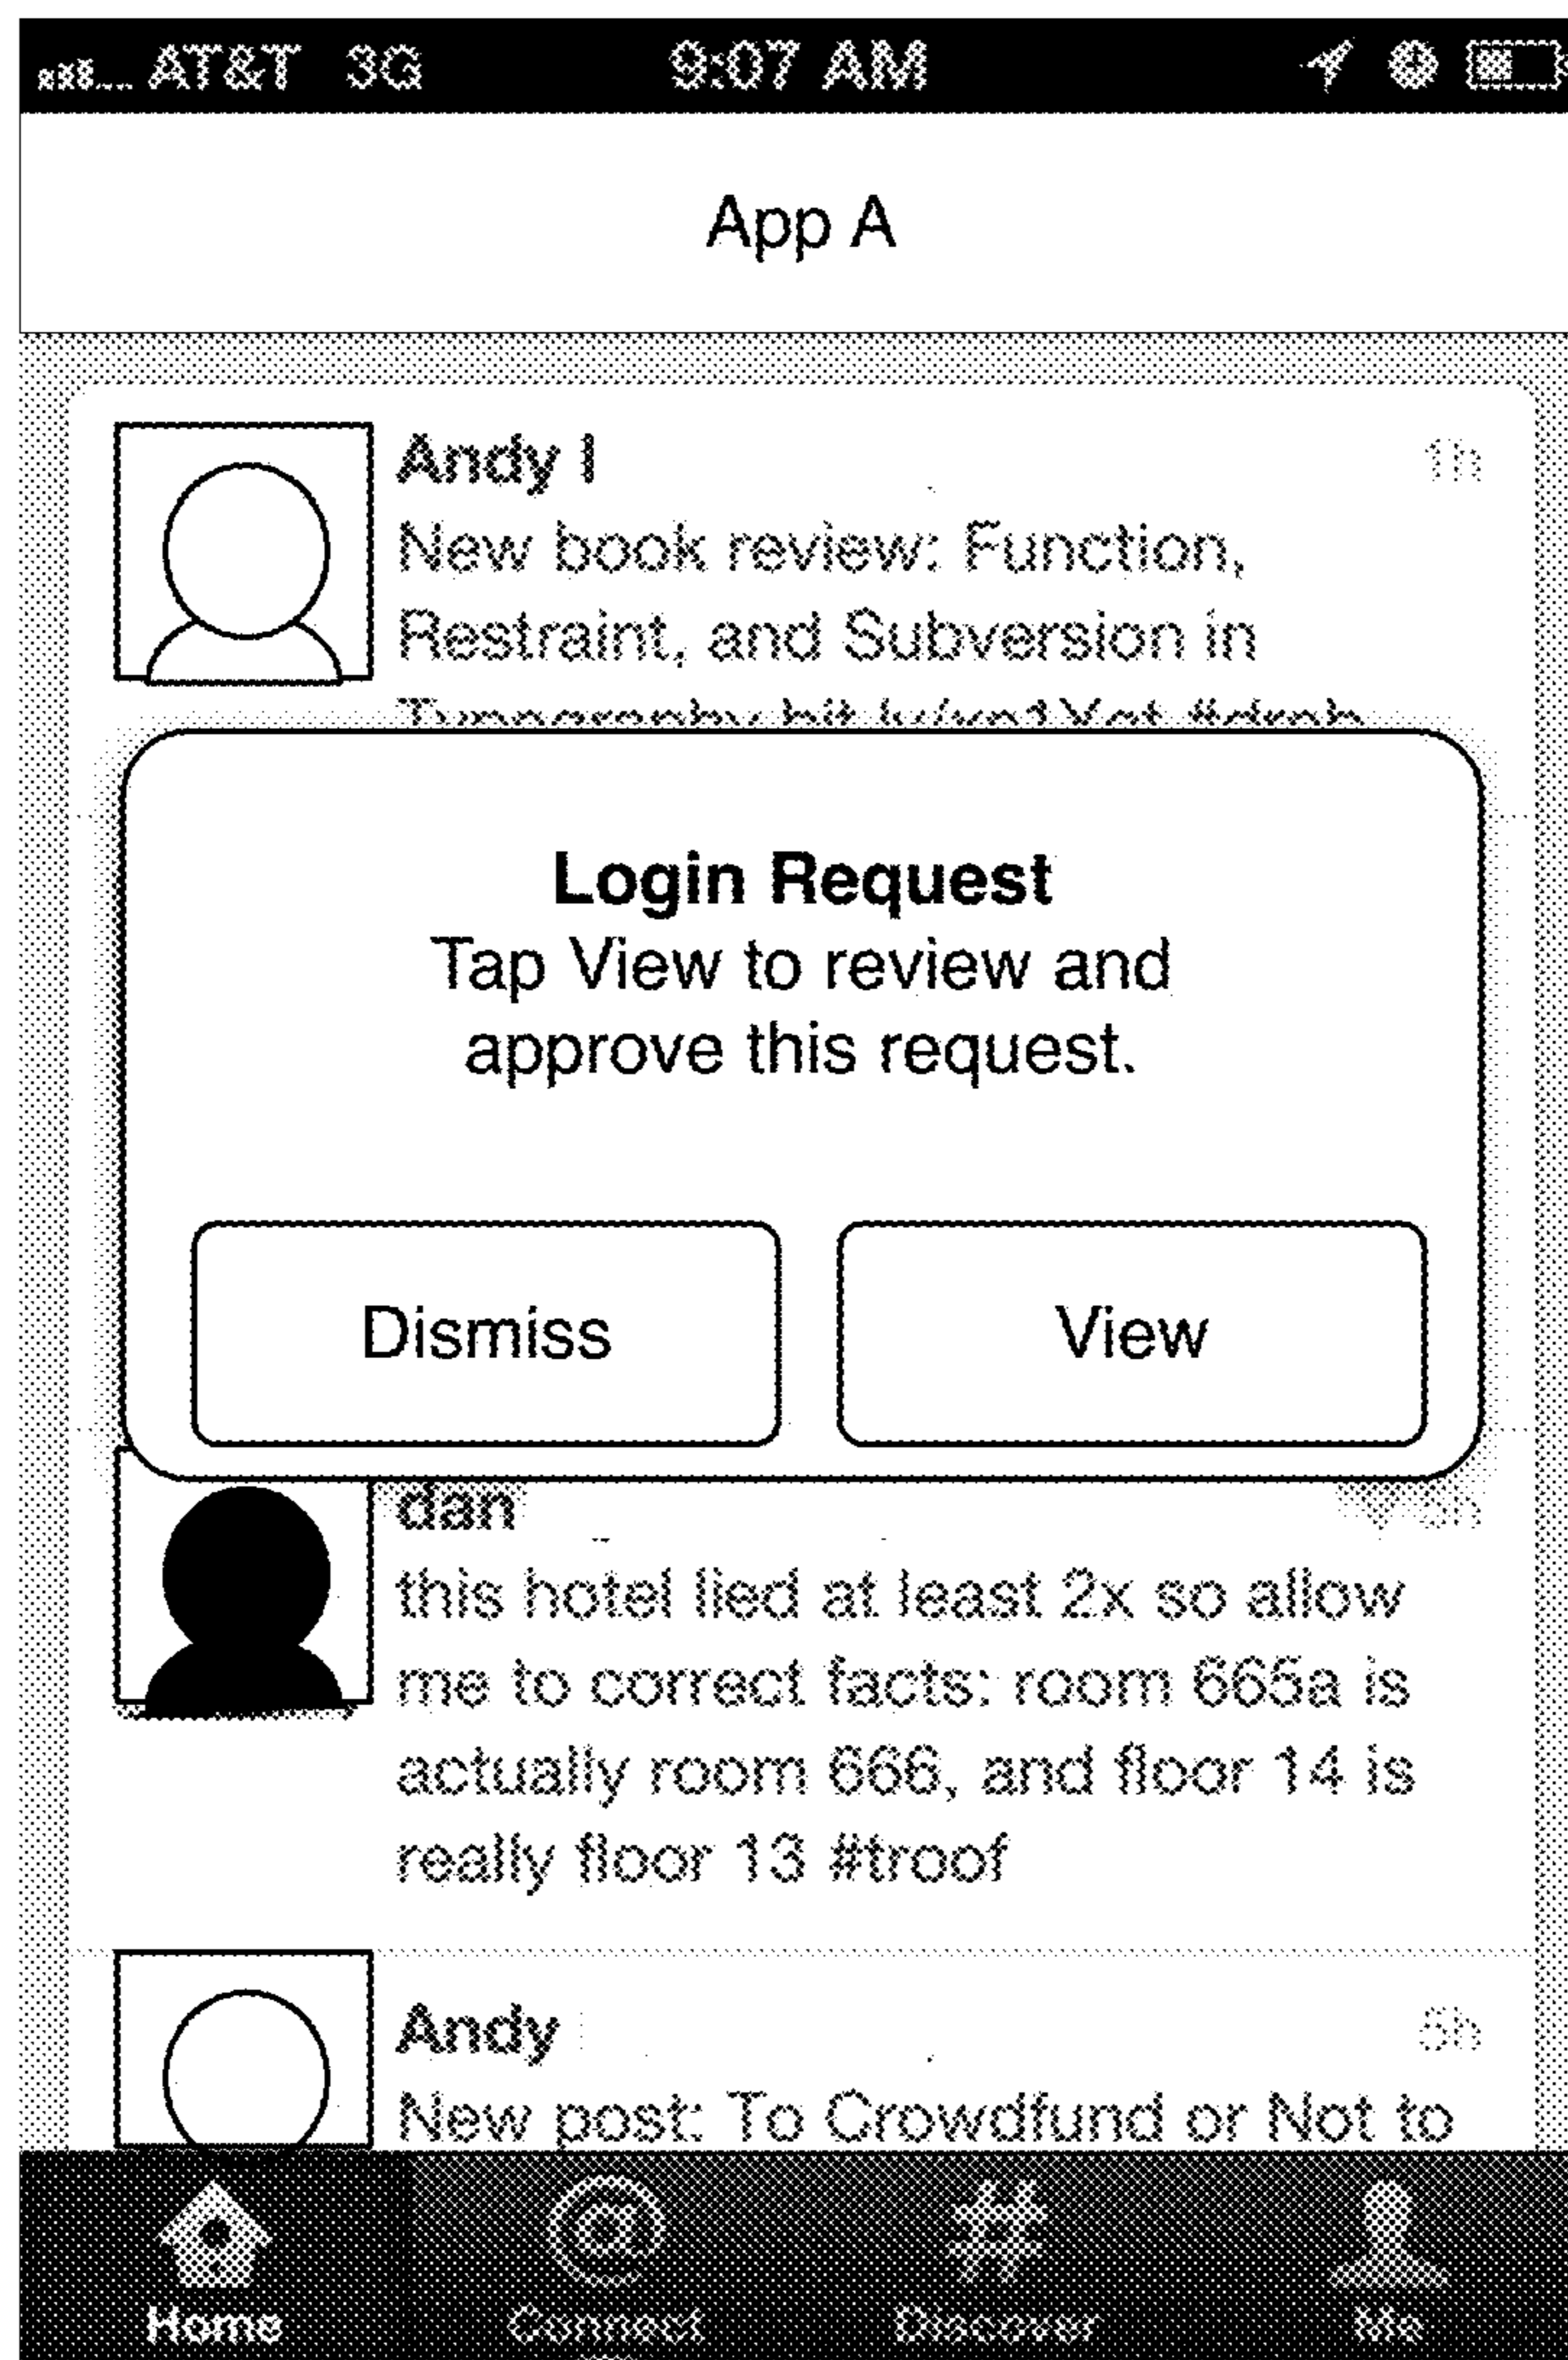 AT&T 3G 9:07 AM
App A
Andy I 1h
New book review: Function,
Restraint, and Subversion in
Login Request
Tap View to review and
approve this request.
Dismiss View
dan
this hotel lied at least 2x so allow
me to correct facts: room 665a is
actually room 666, and floor 14 is
really floor 13 #troof
Andy 5h
New post: To Crowdfund or Not to
Home Connect Discover Me